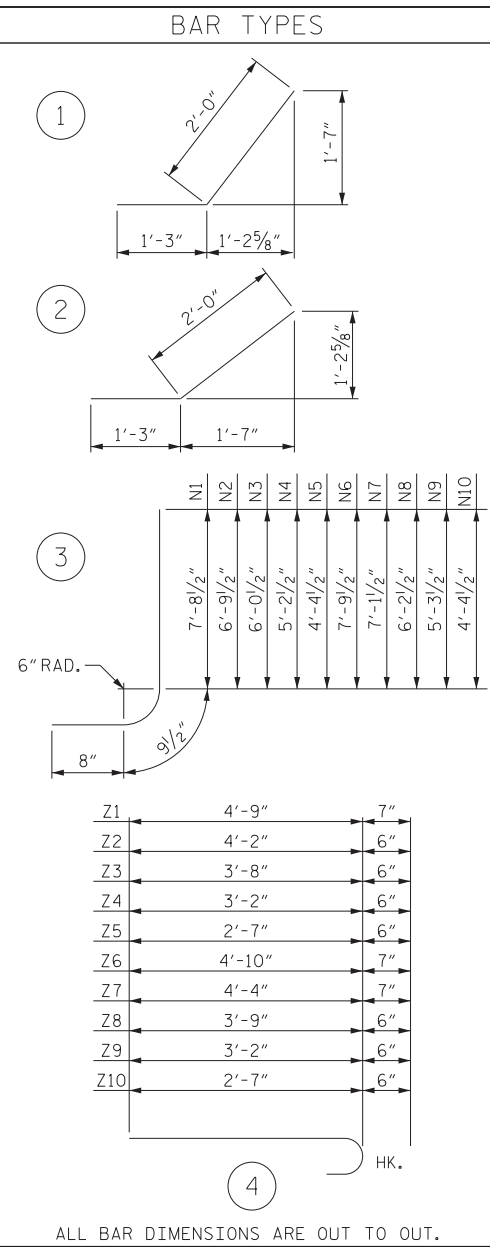 BAR TYPES
1
2'-0"
1'-7"
1'-3" 1'-2⅝"
2
2'-0"
1'-2⅝"
1'-3" 1'-7"
3
N1 N2 N3 N4 N5 N6 N7 N8 N9 N10
7'-8½" 6'-9½" 6'-0½" 5'-2½" 4'-4½" 7'-9½" 7'-1½" 6'-2½" 5'-3½" 4'-4½"
6" RAD.
8" 9½"
Z1 4'-9" 7"
Z2 4'-2" 6"
Z3 3'-8" 6"
Z4 3'-2" 6"
Z5 2'-7" 6"
Z6 4'-10" 7"
Z7 4'-4" 7"
Z8 3'-9" 6"
Z9 3'-2" 6"
Z10 2'-7" 6"
HK.
4
ALL BAR DIMENSIONS ARE OUT TO OUT.